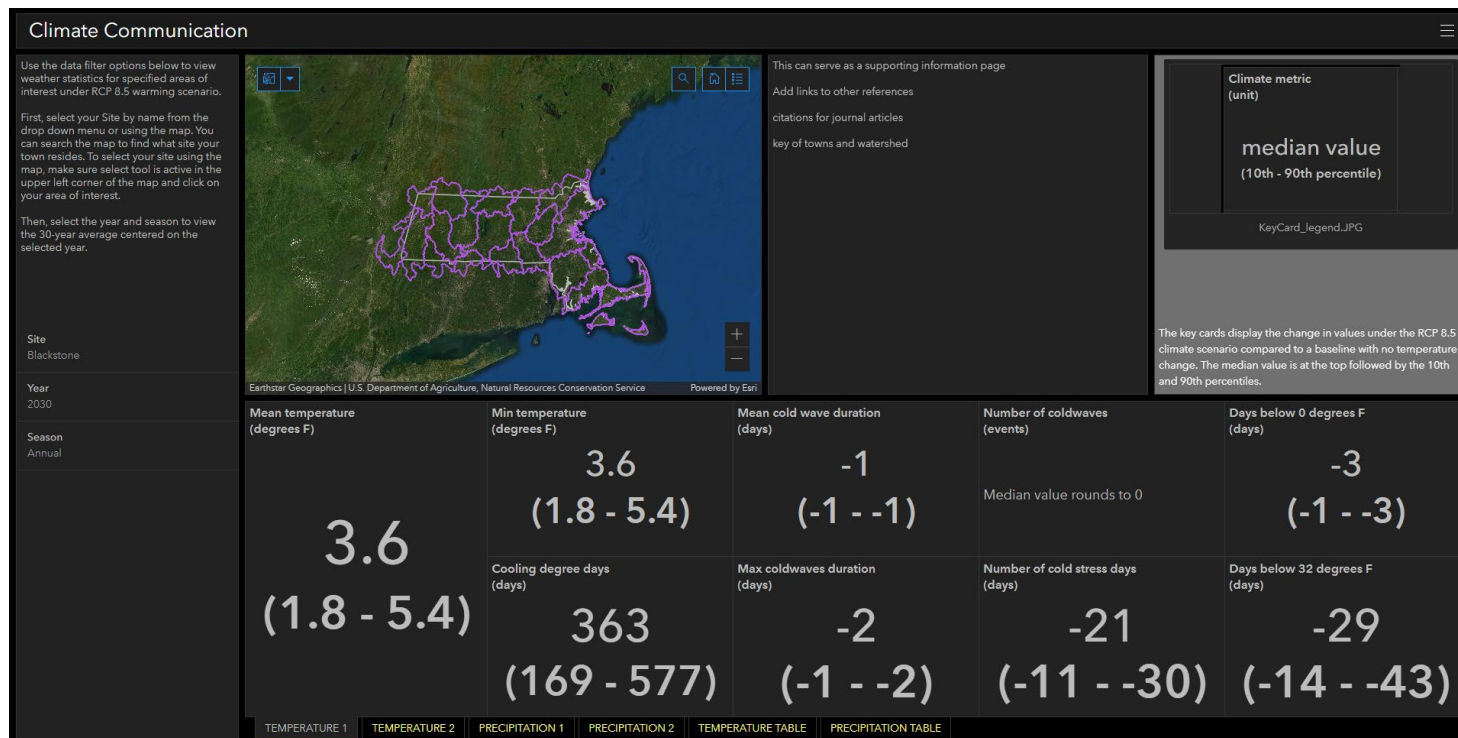 Climate Communication
Use the data filter options below to view
weather statistics for specified areas of
interest under RCP 8.5 warming scenario.
First, select your Site by name from the
drop down menu or using the map. You
can search the map to find what site your
town resides. To select your site using the
map, make sure select tool is active in the
upper left corner of the map and click on
your area of interest.
Then, select the year and season to view
the 30-year average centered on the
selected year.
Site
Blackstone
Year
2030
Season
Annual
Earthstar Geographics | U.S. Department of Agriculture, Natural Resources Conservation Service
Powered by Esri
This can serve as a supporting information page
Add links to other references
citations for journal articles
key of towns and watershed
Climate metric
(unit)
median value
(10th - 90th percentile)
KeyCard_legend.JPG
The key cards display the change in values under the RCP 8.5
climate scenario compared to a baseline with no temperature
change. The median value is at the top followed by the 10th
and 90th percentiles.
Mean temperature
(degrees F)
3.6
(1.8 - 5.4)
Min temperature
(degrees F)
3.6
(1.8 - 5.4)
Mean cold wave duration
(days)
-1
(-1 - -1)
Number of coldwaves
(events)
Median value rounds to 0
Days below 0 degrees F
(days)
-3
(-1 - -3)
Cooling degree days
(days)
363
(169 - 577)
Max coldwaves duration
(days)
-2
(-1 - -2)
Number of cold stress days
(days)
-21
(-11 - -30)
Days below 32 degrees F
(days)
-29
(-14 - -43)
TEMPERATURE 1
TEMPERATURE 2
PRECIPITATION 1
PRECIPITATION 2
TEMPERATURE TABLE
PRECIPITATION TABLE